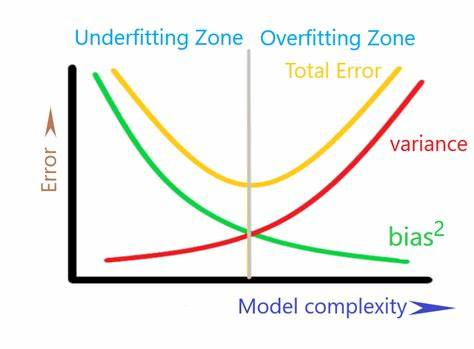 Underfitting Zone
Overfitting Zone
Total Error
variance
Error
bias²
Model complexity